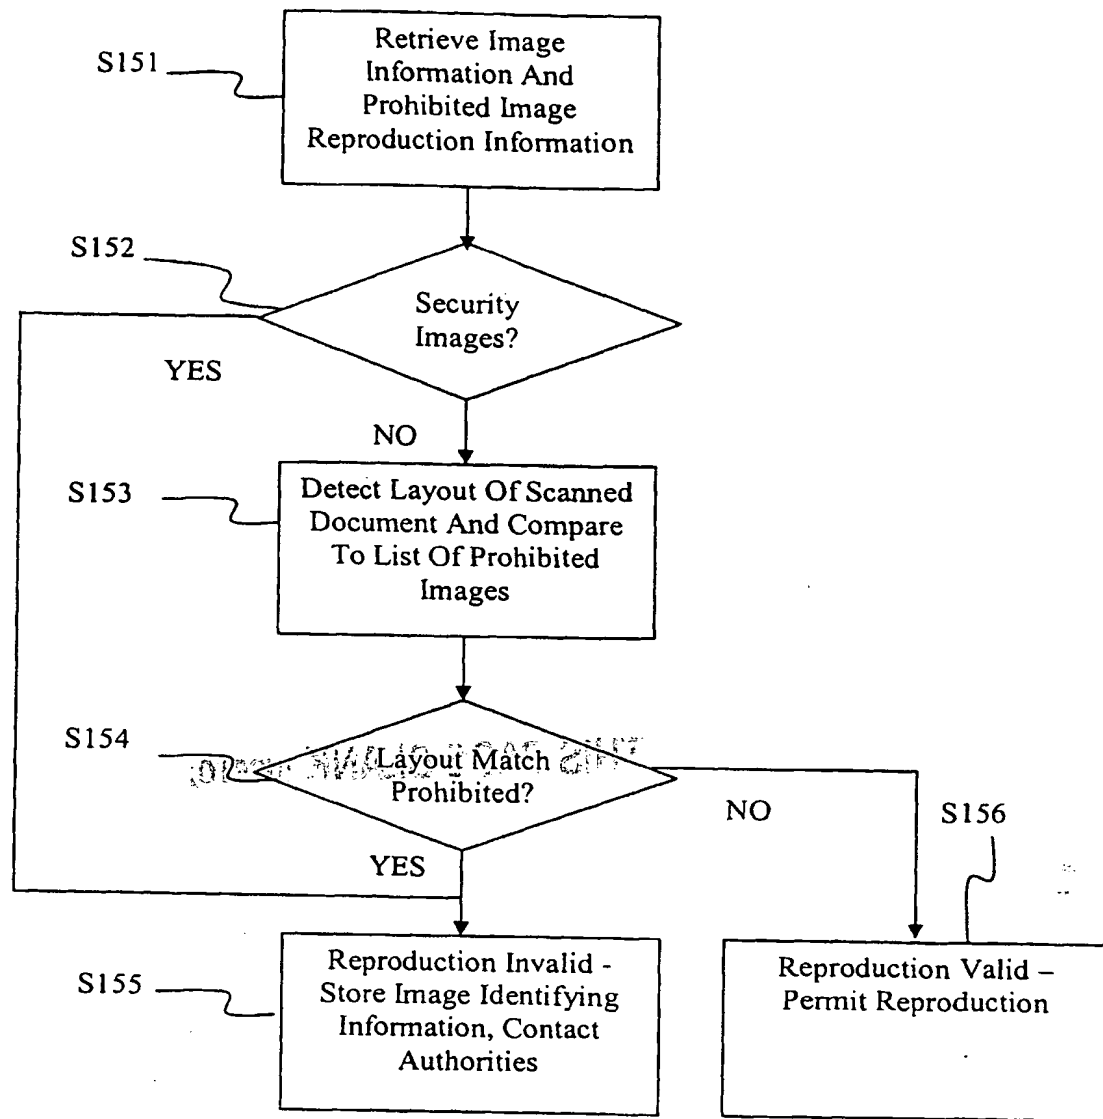 S151
Retrieve Image
Information And
Prohibited Image
Reproduction Information
S152
Security
Images?
YES
NO
S153
Detect Layout Of Scanned
Document And Compare
To List Of Prohibited
Images
S154
Layout Match
Prohibited?
NO
YES
S156
S155
Reproduction Invalid -
Store Image Identifying
Information, Contact
Authorities
Reproduction Valid –
Permit Reproduction